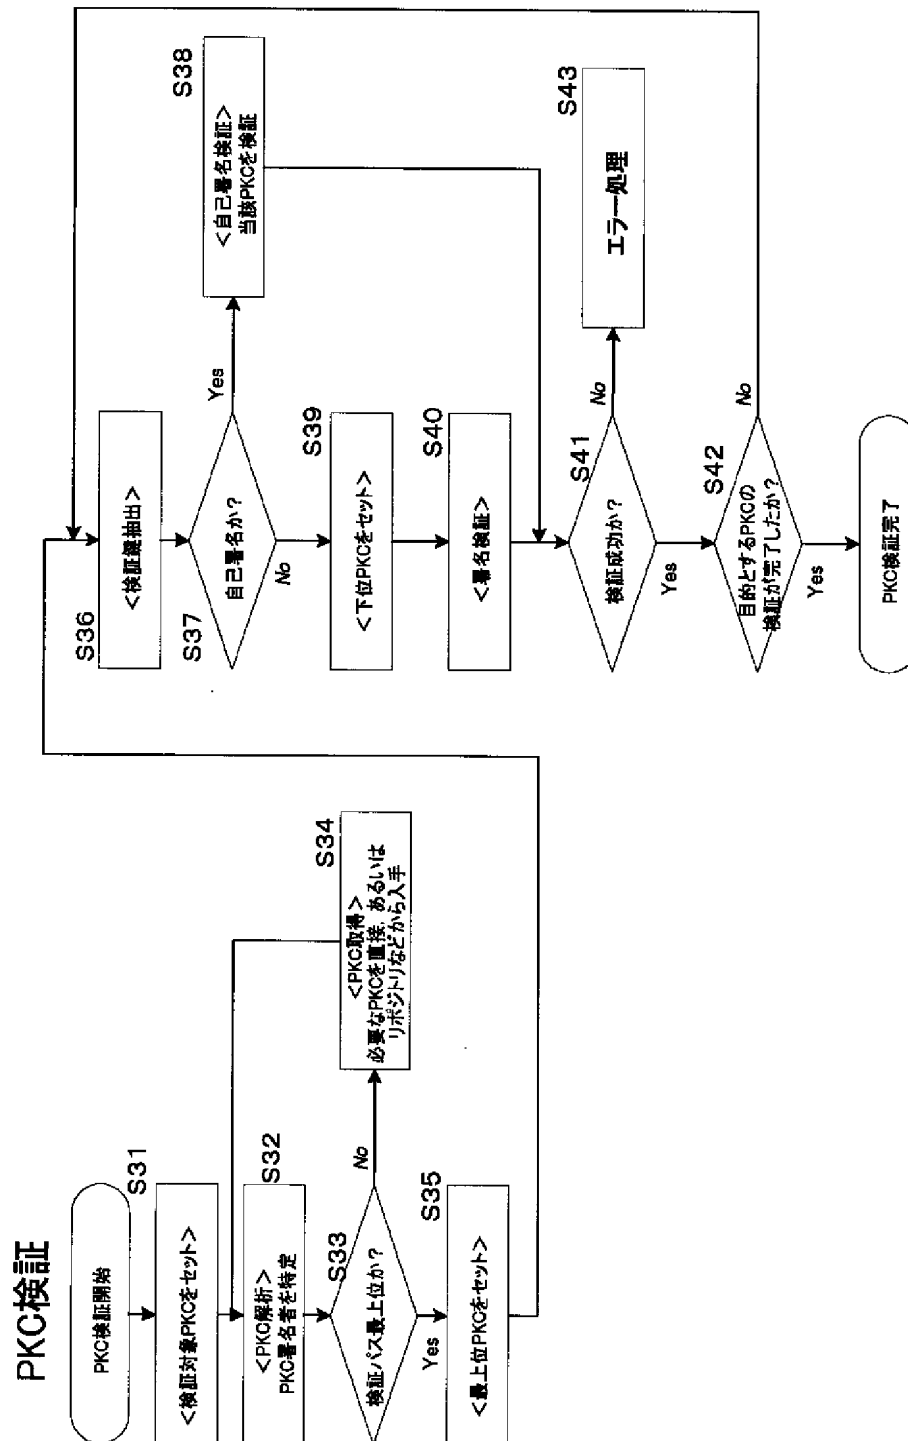 PKC検証
PKC検証開始
S31
<検証対象PKCをセット>
S32
<PKC解析>
PKC署名者を特定
S33
検証パス最上位か？
No
S34
<PKC取得>
必要なPKCを直接、あるいは
リポジトリなどから入手
Yes
S35
<最上位PKCをセット>
S36
<検証鍵抽出>
S37
自己署名か？
Yes
S38
<自己署名検証>
当該PKCを検証
No
S39
<下位PKCをセット>
S40
<署名検証>
S41
検証成功か？
No
S43
エラー処理
Yes
S42
目的とするPKCの
検証が完了したか？
No
Yes
PKC検証完了